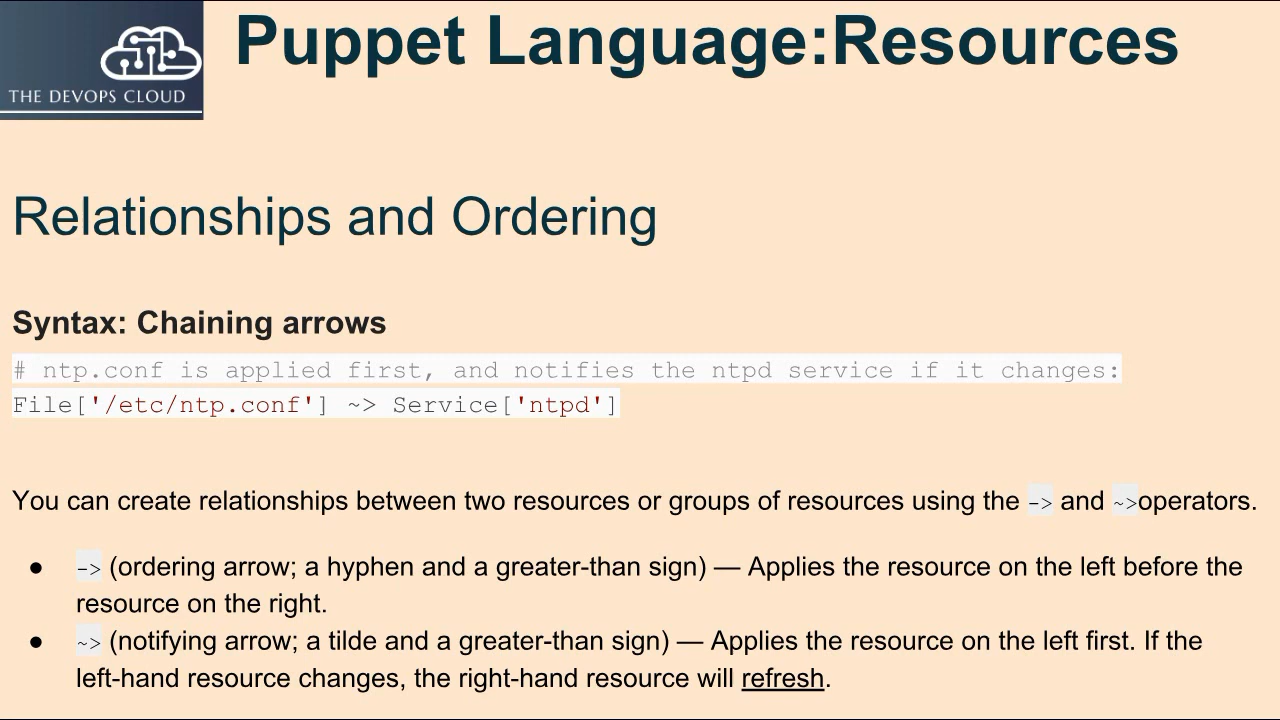 THE DEVOPS CLOUD
Puppet Language:Resources
Relationships and Ordering
Syntax: Chaining arrows
# ntp.conf is applied first, and notifies the ntpd service if it changes:
File['/etc/ntp.conf'] ~> Service['ntpd']
You can create relationships between two resources or groups of resources using the -> and ~>operators.
● -> (ordering arrow; a hyphen and a greater-than sign) — Applies the resource on the left before the
resource on the right.
● ~> (notifying arrow; a tilde and a greater-than sign) — Applies the resource on the left first. If the
left-hand resource changes, the right-hand resource will refresh.